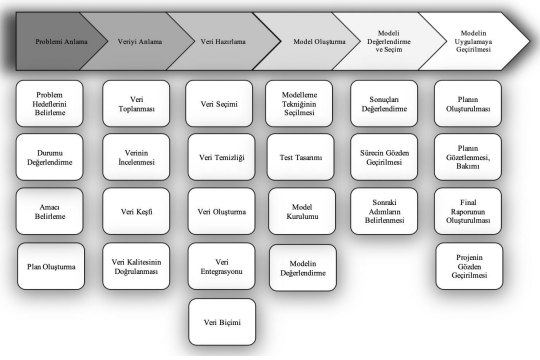 Problemi Anlama
Veriyi Anlama
Veri Hazırlama
Model Oluşturma
Modeli
Değerlendirme
ve Seçim
Modelin
Uygulamaya
Geçirilmesi
Problem
Hedeflerini
Belirleme
Durumu
Değerlendirme
Amacı
Belirleme
Plan Oluşturma
Veri
Toplanması
Verinin
İncelenmesi
Veri Keşfi
Veri Kalitesinin
Doğrulanması
Veri Seçimi
Veri Temizliği
Veri Oluşturma
Veri
Entegrasyonu
Veri Biçimi
Modelleme
Tekniğinin
Seçilmesi
Test Tasarımı
Model
Kurulumu
Modelin
Değerlendirme
Sonuçları
Değerlendirme
Sürecin Gözden
Geçirilmesi
Sonraki
Adımların
Belirlenmesi
Planın
Oluşturulması
Planın
Gözetlenmesi,
Bakımı
Final
Raporunun
Oluşturulması
Projenin
Gözden
Geçirilmesi